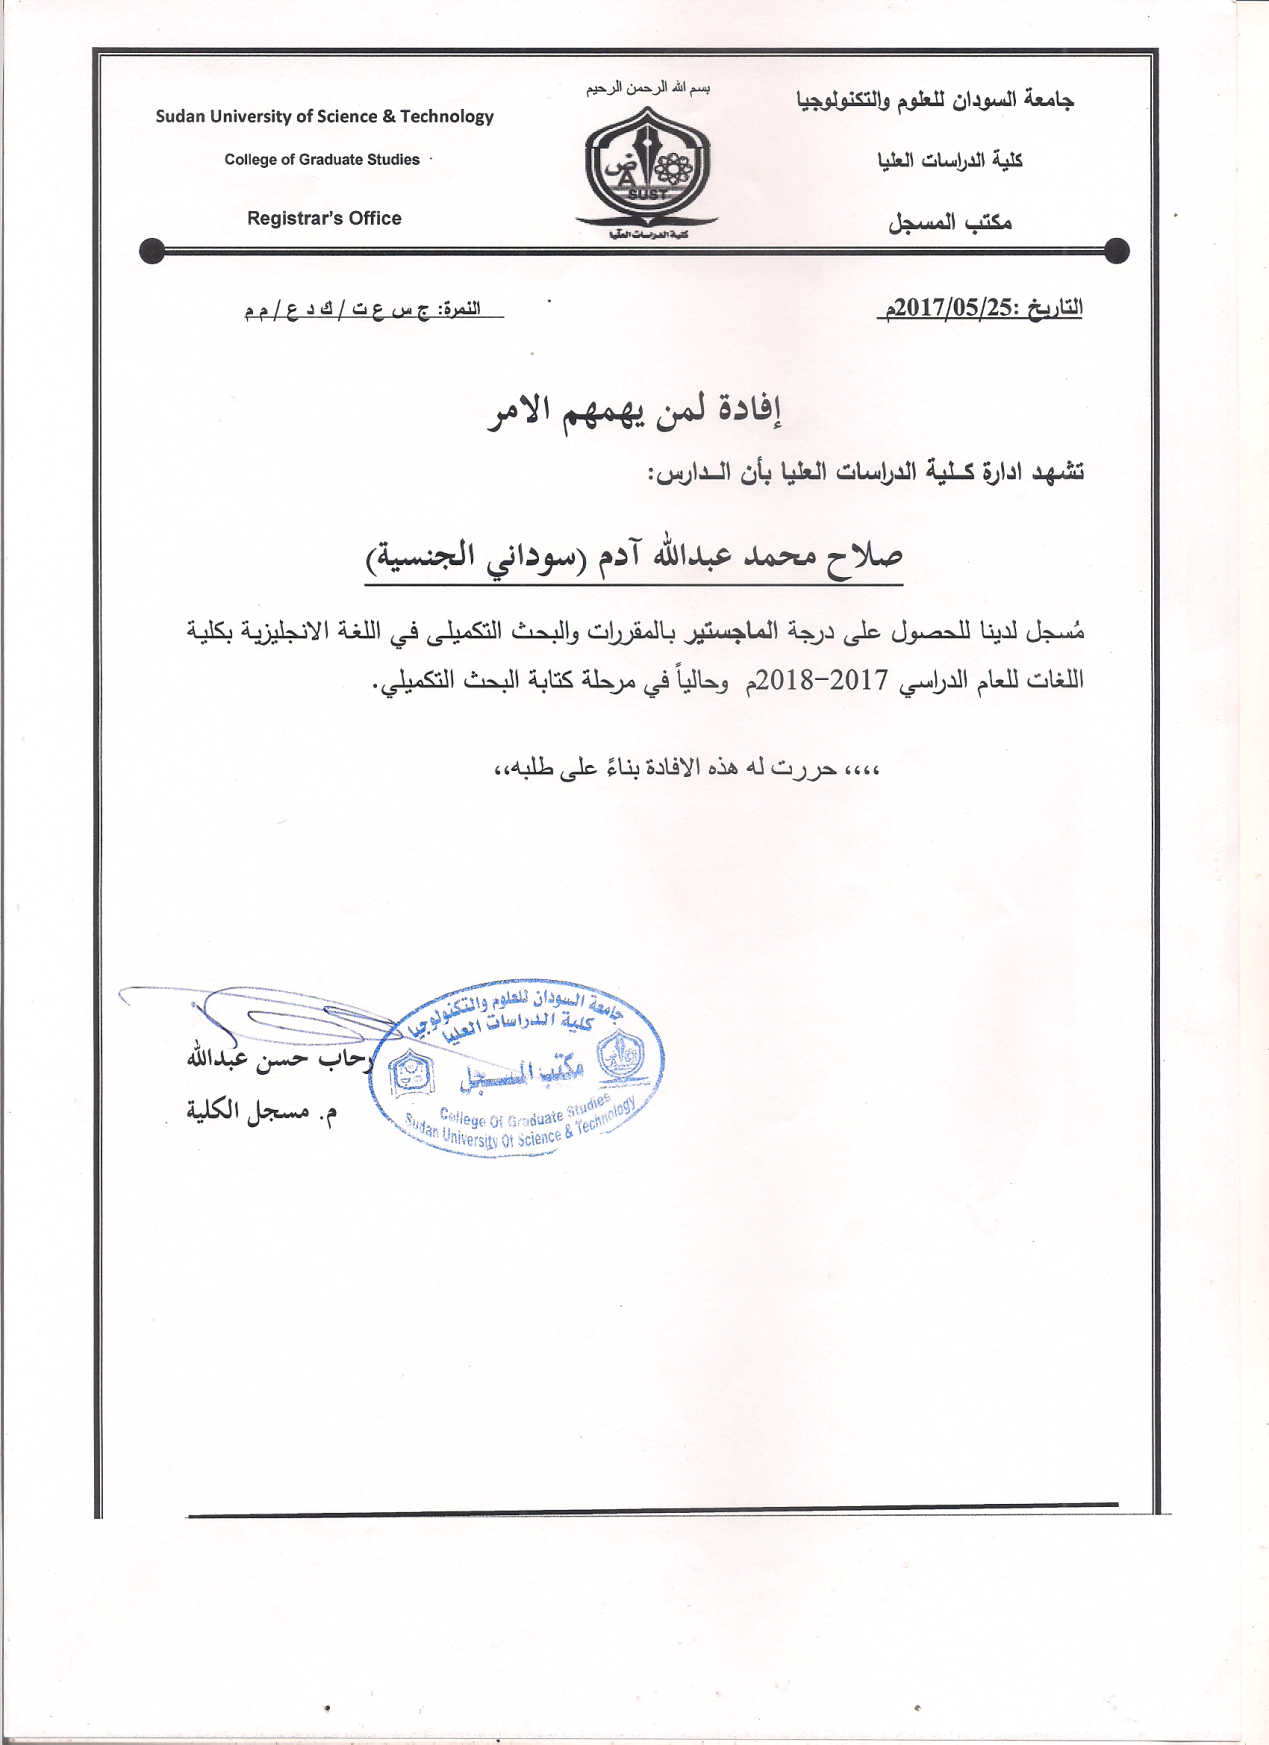 بسم الله الرحمن الرحيم
جامعة السودان للعلوم والتكنولوجيا
Sudan University of Science & Technology
كلية الدراسات العليا
College of Graduate Studies
مكتب المسجل
Registrar's Office
ض
A
SUST
كلية الدراسات العليا
التاريخ :2017/05/25م
النمرة: ج س ع ت / ك د ع / م م
إفادة لمن يهمهم الامر
تشهد ادارة كـلـية الدراسات العليا بأن الـدارس:
صلاح محمد عبدالله آدم (سوداني الجنسية)
مُسجل لدينا للحصول على درجة الماجستير بالمقررات والبحث التكميلى في اللغة الانجليزية بكلية
اللغات للعام الدراسي 2017-2018م وحالياً في مرحلة كتابة البحث التكميلي.
،،،، حررت له هذه الافادة بناءً على طلبه،،
جامعة السودان للعلوم والتكنولوجيا
كلية الدراسات العليا
مكتب المسجل
College Of Graduate Studies
Sudan University Of Science & Technology
رحاب حسن عبدالله
م. مسجل الكلية